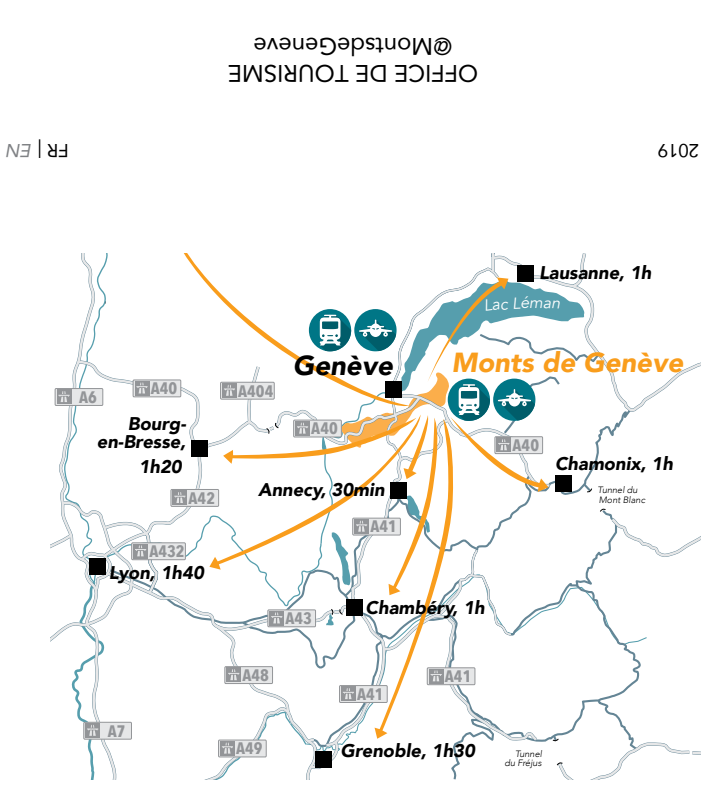 OFFICE DE TOURISME
@MontsdeGeneve
2019
FR | EN
Lausanne, 1h
Lac Léman
Genève
Monts de Genève
A6
A40
A404
A40
Bourg-
en-Bresse,
1h20
A40
Chamonix, 1h
Annecy, 30min
Tunnel du
Mont Blanc
A42
A41
A432
Lyon, 1h40
Chambéry, 1h
A43
A48
A41
A41
A7
A49
Grenoble, 1h30
Tunnel
du Fréjus